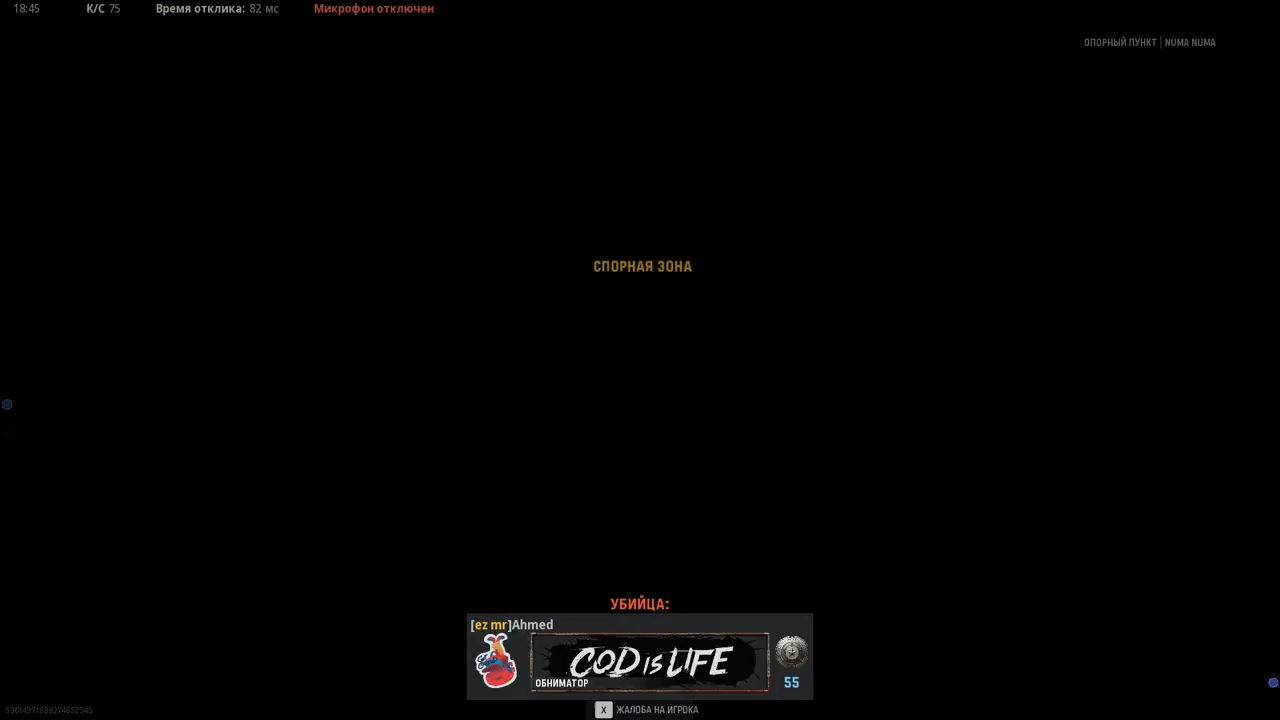 18:45 К/С 75 Время отклика: 82 мс Микрофон отключен
ОПОРНЫЙ ПУНКТ | NUMA NUMA
СПОРНАЯ ЗОНА
УБИЙЦА:
[ez mr]Ahmed
COD IS LIFE
ОБНИМАТОР
55
X ЖАЛОБА НА ИГРОКА